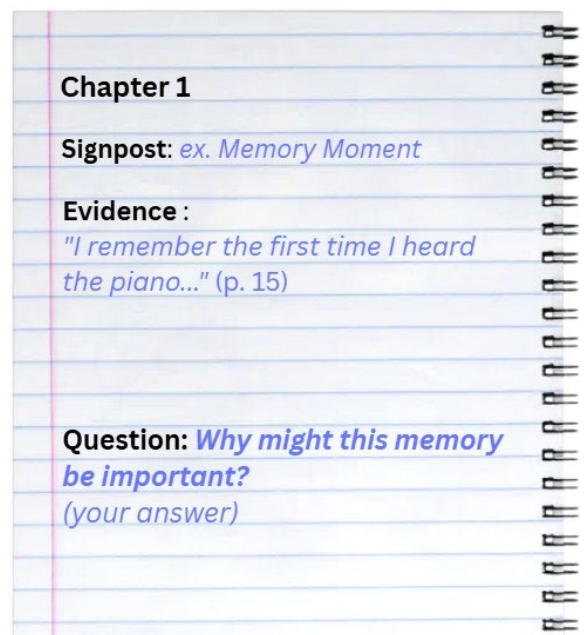 Chapter 1
Signpost: ex. Memory Moment
Evidence :
"I remember the first time I heard
the piano..." (p. 15)
Question: Why might this memory
be important?
(your answer)